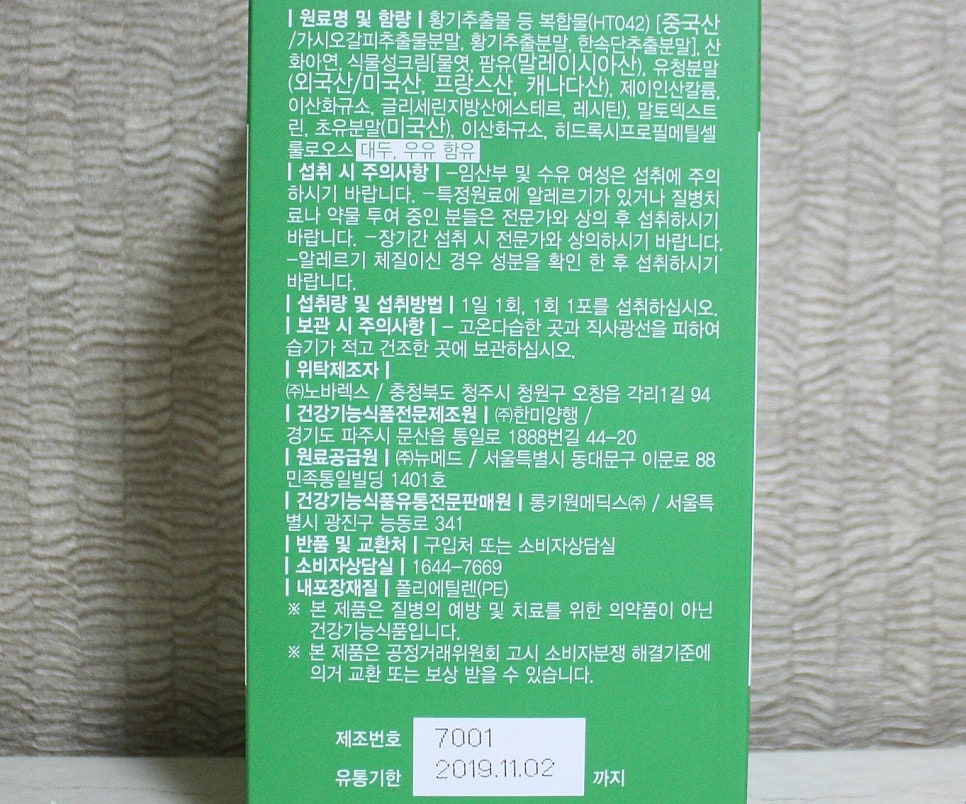 | 원료명 및 함량 | 황기추출물 등 복합물(HT042) [중국산
/가시오갈피추출물분말, 황기추출분말, 한속단추출분말], 산
화아연, 식물성크림[물엿, 팜유(말레이시아산), 유청분말
(외국산/미국산, 프랑스산, 캐나다산), 제이인산칼륨,
이산화규소, 글리세린지방산에스테르, 레시틴), 말토덱스트
린, 초유분말(미국산), 이산화규소, 히드록시프로필메틸셀
룰로오스 대두, 우유 함유
| 섭취 시 주의사항 | -임산부 및 수유 여성은 섭취에 주의
하시기 바랍니다. -특정원료에 알레르기가 있거나 질병치
료나 약물 투여 중인 분들은 전문가와 상의 후 섭취하시기
바랍니다. -장기간 섭취 시 전문가와 상의하시기 바랍니다.
-알레르기 체질이신 경우 성분을 확인 한 후 섭취하시기
바랍니다.
| 섭취량 및 섭취방법 | 1일 1회, 1회 1포를 섭취하십시오.
| 보관 시 주의사항 | - 고온다습한 곳과 직사광선을 피하여
습기가 적고 건조한 곳에 보관하십시오.
| 위탁제조자 |
㈜노바렉스 / 충청북도 청주시 청원구 오창읍 각리1길 94
| 건강기능식품전문제조원 | ㈜한미양행 /
경기도 파주시 문산읍 통일로 1888번길 44-20
| 원료공급원 | ㈜뉴메드 / 서울특별시 동대문구 이문로 88
민족통일빌딩 1401호
| 건강기능식품유통전문판매원 | 롱키원메딕스㈜ / 서울특
별시 광진구 능동로 341
| 반품 및 교환처 | 구입처 또는 소비자상담실
| 소비자상담실 | 1644-7669
| 내포장재질 | 폴리에틸렌(PE)
※ 본 제품은 질병의 예방 및 치료를 위한 의약품이 아닌
건강기능식품입니다.
※ 본 제품은 공정거래위원회 고시 소비자분쟁 해결기준에
의거 교환 또는 보상 받을 수 있습니다.
제조번호 7001
유통기한 2019.11.02 까지